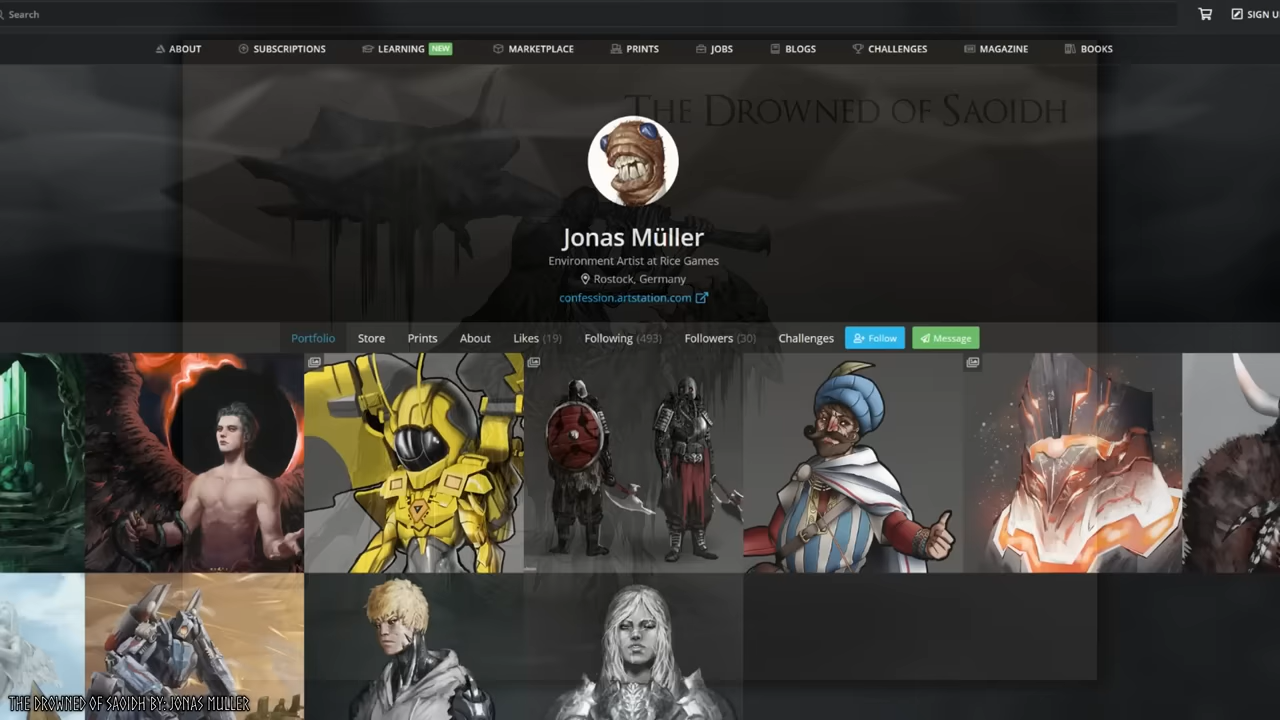 Search
SIGN U
ABOUT
SUBSCRIPTIONS
LEARNING NEW
MARKETPLACE
PRINTS
JOBS
BLOGS
CHALLENGES
MAGAZINE
BOOKS
THE DROWNED OF SAOIDH
Jonas Müller
Environment Artist at Rice Games
Rostock, Germany
confession.artstation.com
Portfolio
Store
Prints
About
Likes (19)
Following (493)
Followers (30)
Challenges
Follow
Message
THE DROWNED OF SAOIDH BY: JONAS MULLER